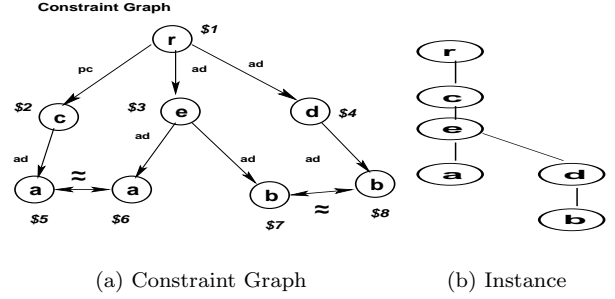 Constraint Graph
r $1
pc ad ad
$2 c $3 e d $4
r
c
e
ad ad ad ad
a ≈ a b ≈ b
$5 $6 $7 $8
a
d
b
(a) Constraint Graph
(b) Instance